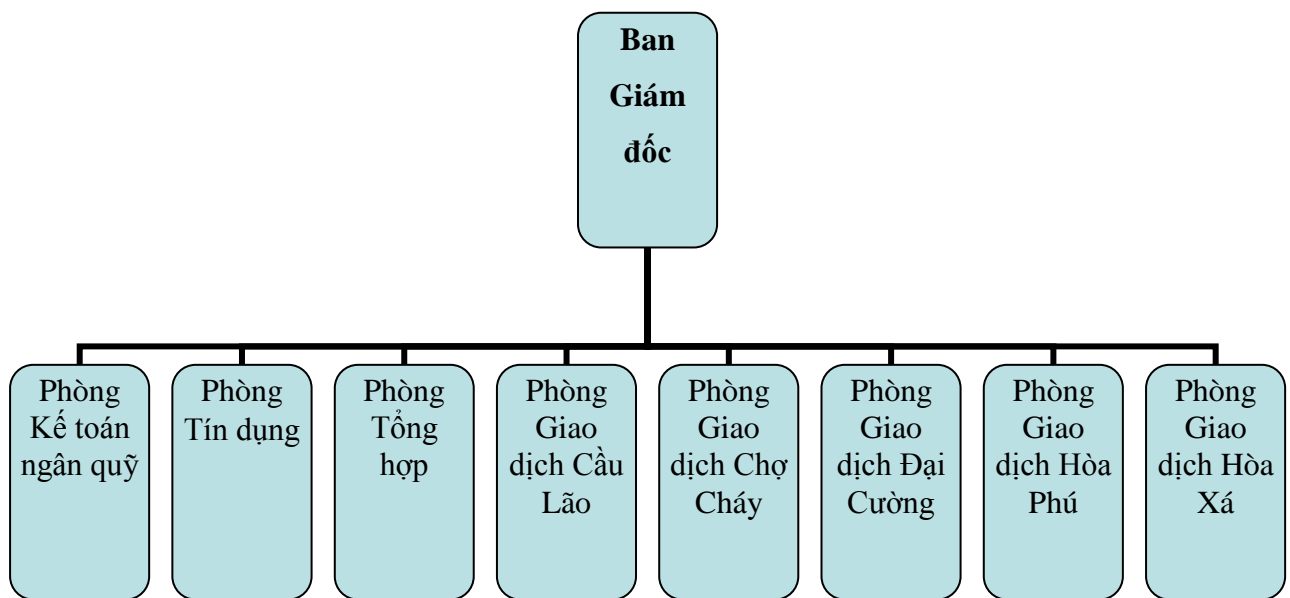 Ban
Giám
đốc
Phòng
Kế toán
ngân quỹ
Phòng
Tín dụng
Phòng
Tổng
hợp
Phòng
Giao
dịch Cầu
Lão
Phòng
Giao
dịch Chợ
Cháy
Phòng
Giao
dịch Đại
Cường
Phòng
Giao
dịch Hòa
Phú
Phòng
Giao
dịch Hòa
Xá